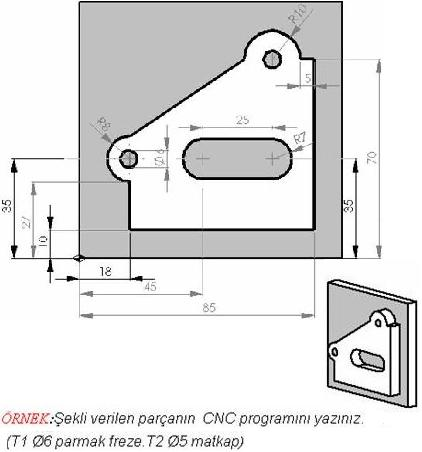 R10
5
R8
Ø6
25
R7
70
35
27
10
35
18
45
85
ÖRNEK:Şekli verilen parçanın CNC programını yazınız.
(T1 Ø6 parmak freze.T2 Ø5 matkap)